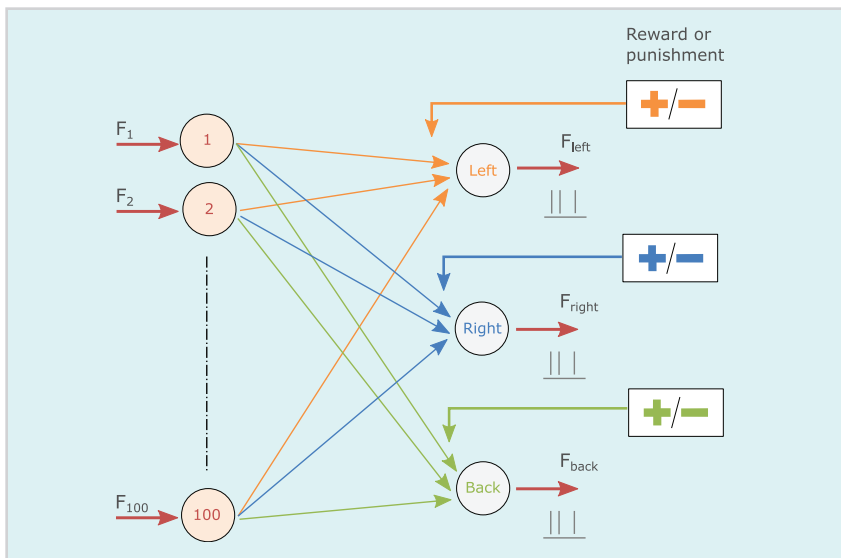 Reward or
punishment
+/−
F1
1
Left
Fleft
F2
2
+/−
Right
Fright
+/−
Back
Fback
F100
100